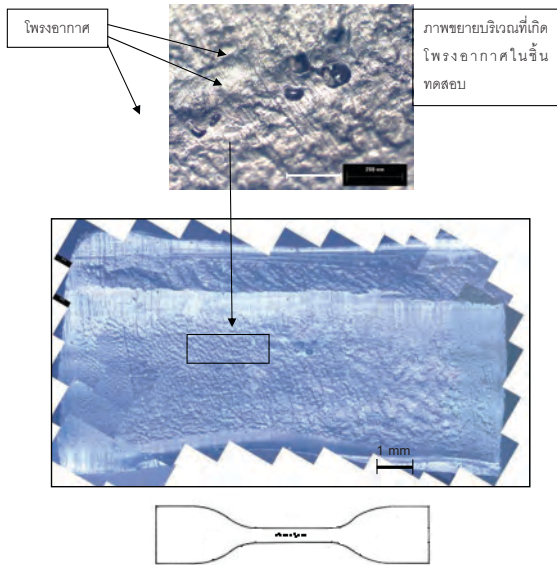 โพรงอากาศ
ภาพขยายบริเวณที่เกิด
โพรงอากาศในชิ้น
ทดสอบ
1 mm